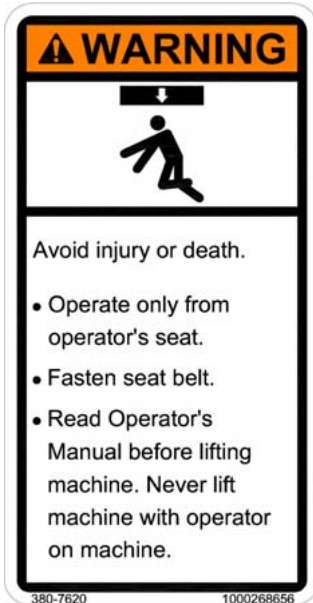 WARNING
Avoid injury or death.
• Operate only from
operator's seat.
• Fasten seat belt.
• Read Operator's
Manual before lifting
machine. Never lift
machine with operator
on machine.
380-7620 1000268656